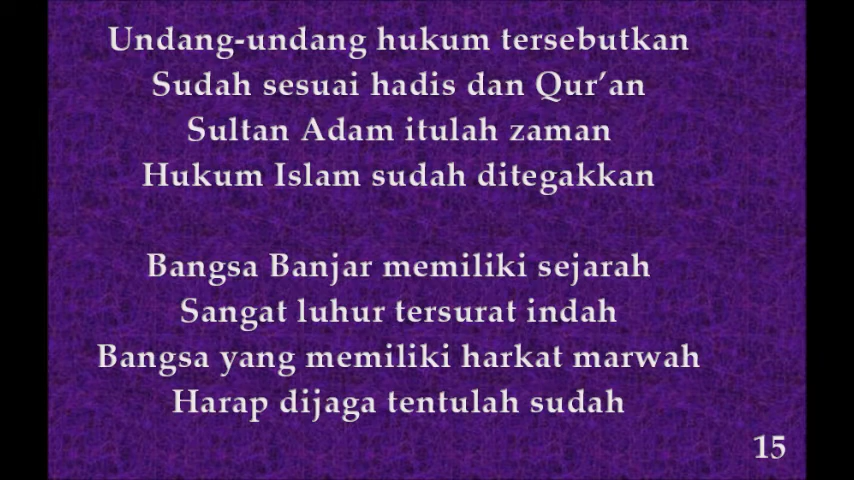 Undang-undang hukum tersebutkan
Sudah sesuai hadis dan Qur’an
Sultan Adam itulah zaman
Hukum Islam sudah ditegakkan
Bangsa Banjar memiliki sejarah
Sangat luhur tersurat indah
Bangsa yang memiliki harkat marwah
Harap dijaga tentulah sudah
15